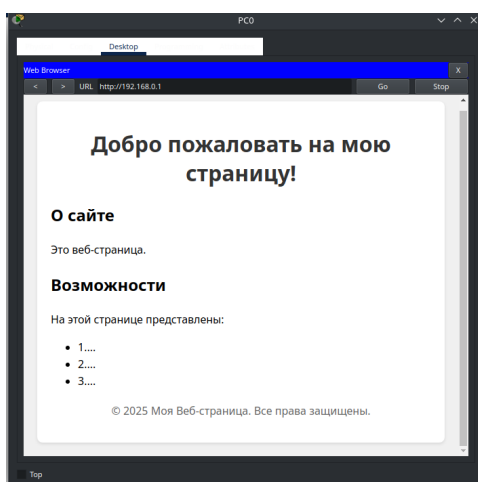 PC0
Desktop
Web Browser
X
<
>
URL http://192.168.0.1
Go
Stop
Добро пожаловать на мою
страницу!
О сайте
Это веб-страница.
Возможности
На этой странице представлены:
• 1....
• 2....
• 3....
© 2025 Моя Веб-страница. Все права защищены.
Top